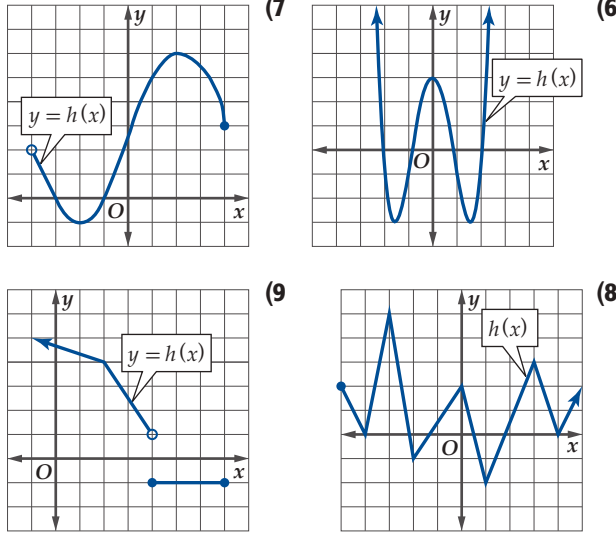 (7
y
y = h(x)
O
x
(6
y
y = h(x)
O
x
(9
y
y = h(x)
O
x
(8
y
h(x)
O
x